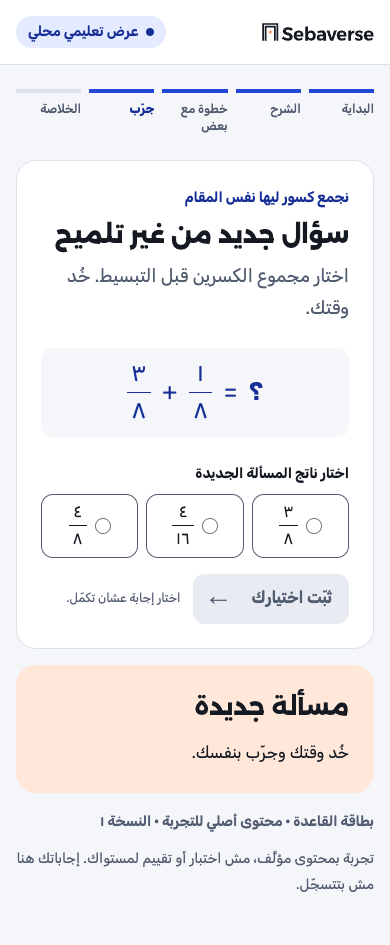 Sebaverse
عرض تعليمي محلي
البداية
الشرح
خطوة مع
بعض
جرّب
الخلاصة
نجمع كسور ليها نفس المقام
سؤال جديد من غير تلميح
اختار مجموع الكسرين قبل التبسيط. خُد
وقتك.
٣/٨ + ١/٨ = ؟
اختار ناتج المسألة الجديدة
٣/٨
٤/١٦
٤/٨
ثبّت اختيارك ←
اختار إجابة عشان تكمّل.
مسألة جديدة
خُد وقتك وجرّب بنفسك.
بطاقة القاعدة • محتوى أصلي للتجربة • النسخة ١
تجربة بمحتوى مؤلَّف، مش اختبار أو تقييم لمستواك. إجاباتك هنا
مش بتتسجّل.